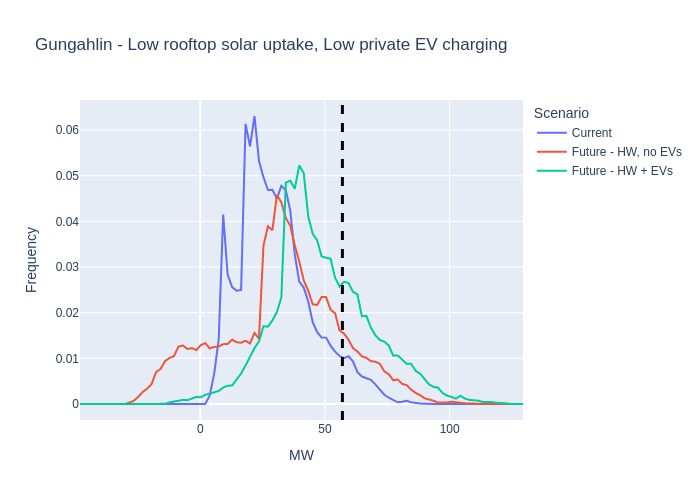 Gungahlin - Low rooftop solar uptake, Low private EV charging
Scenario
Current
Future - HW, no EVs
Future - HW + EVs
Frequency
0.06
0.05
0.04
0.03
0.02
0.01
0
0
50
100
MW